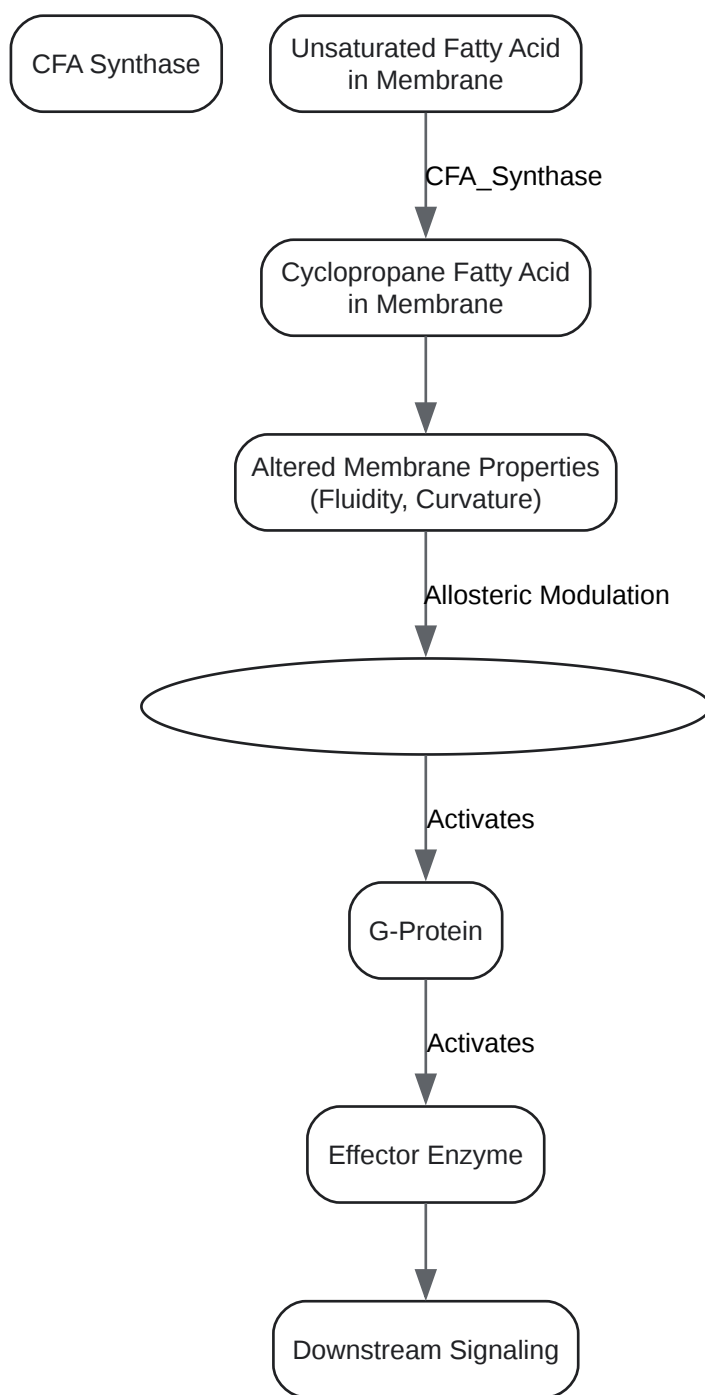 CFA Synthase
Unsaturated Fatty Acid
in Membrane
CFA_Synthase
Cyclopropane Fatty Acid
in Membrane
Altered Membrane Properties
(Fluidity, Curvature)
Allosteric Modulation
Activates
G-Protein
Activates
Effector Enzyme
Downstream Signaling